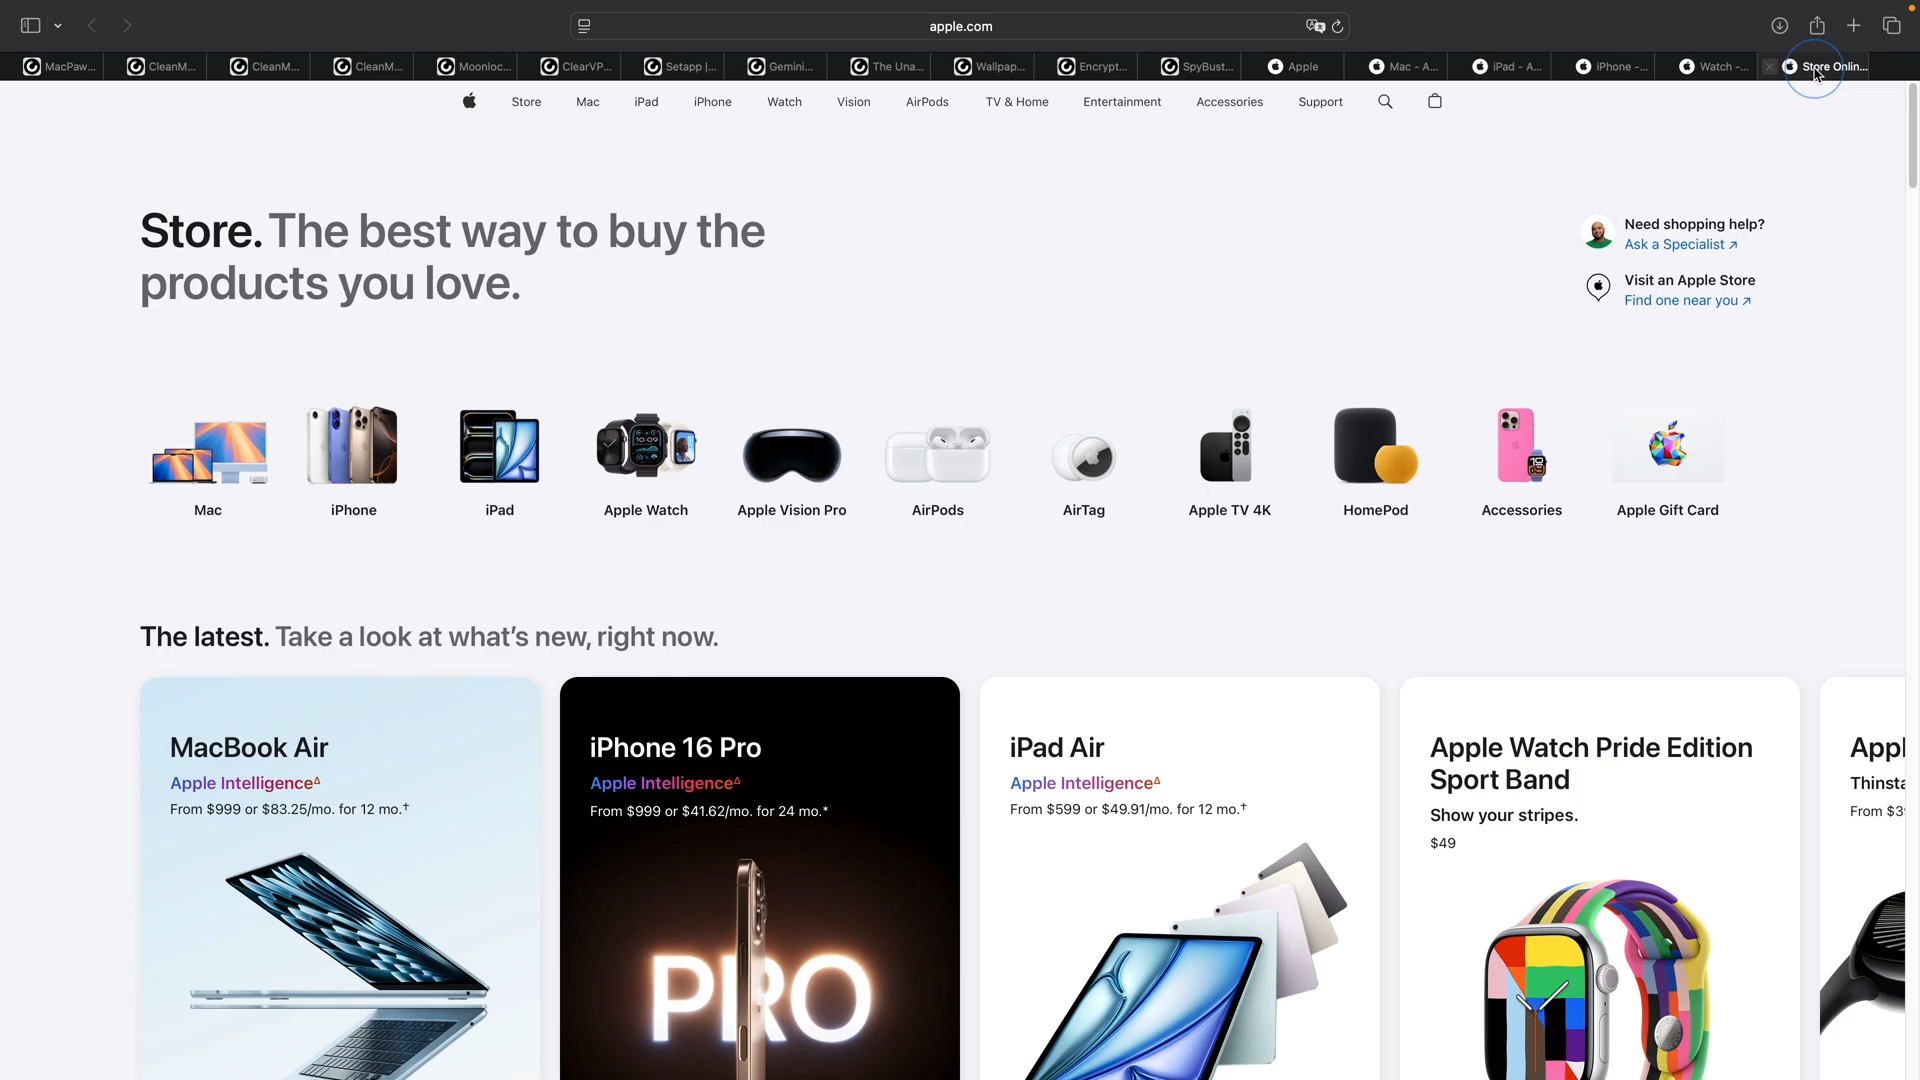 apple.com
MacPaw...
CleanM...
CleanM...
CleanM...
Moonloc...
ClearVP...
Setapp |...
Gemini...
The Una...
Wallpap...
Encrypt...
SpyBust...
Apple
Mac - A...
iPad - A...
iPhone -...
Watch -...
Store Onlin...
Store
Mac
iPad
iPhone
Watch
Vision
AirPods
TV & Home
Entertainment
Accessories
Support
Store. The best way to buy the
products you love.
Need shopping help?
Ask a Specialist ↗
Visit an Apple Store
Find one near you ↗
Mac
iPhone
iPad
Apple Watch
Apple Vision Pro
AirPods
AirTag
Apple TV 4K
HomePod
Accessories
Apple Gift Card
The latest. Take a look at what's new, right now.
MacBook Air
Apple Intelligence∆
From $999 or $83.25/mo. for 12 mo.†
iPhone 16 Pro
Apple Intelligence∆
From $999 or $41.62/mo. for 24 mo.*
PRO
iPad Air
Apple Intelligence∆
From $599 or $49.91/mo. for 12 mo.†
Apple Watch Pride Edition
Sport Band
Show your stripes.
$49
Appl
Thinsta
From $39